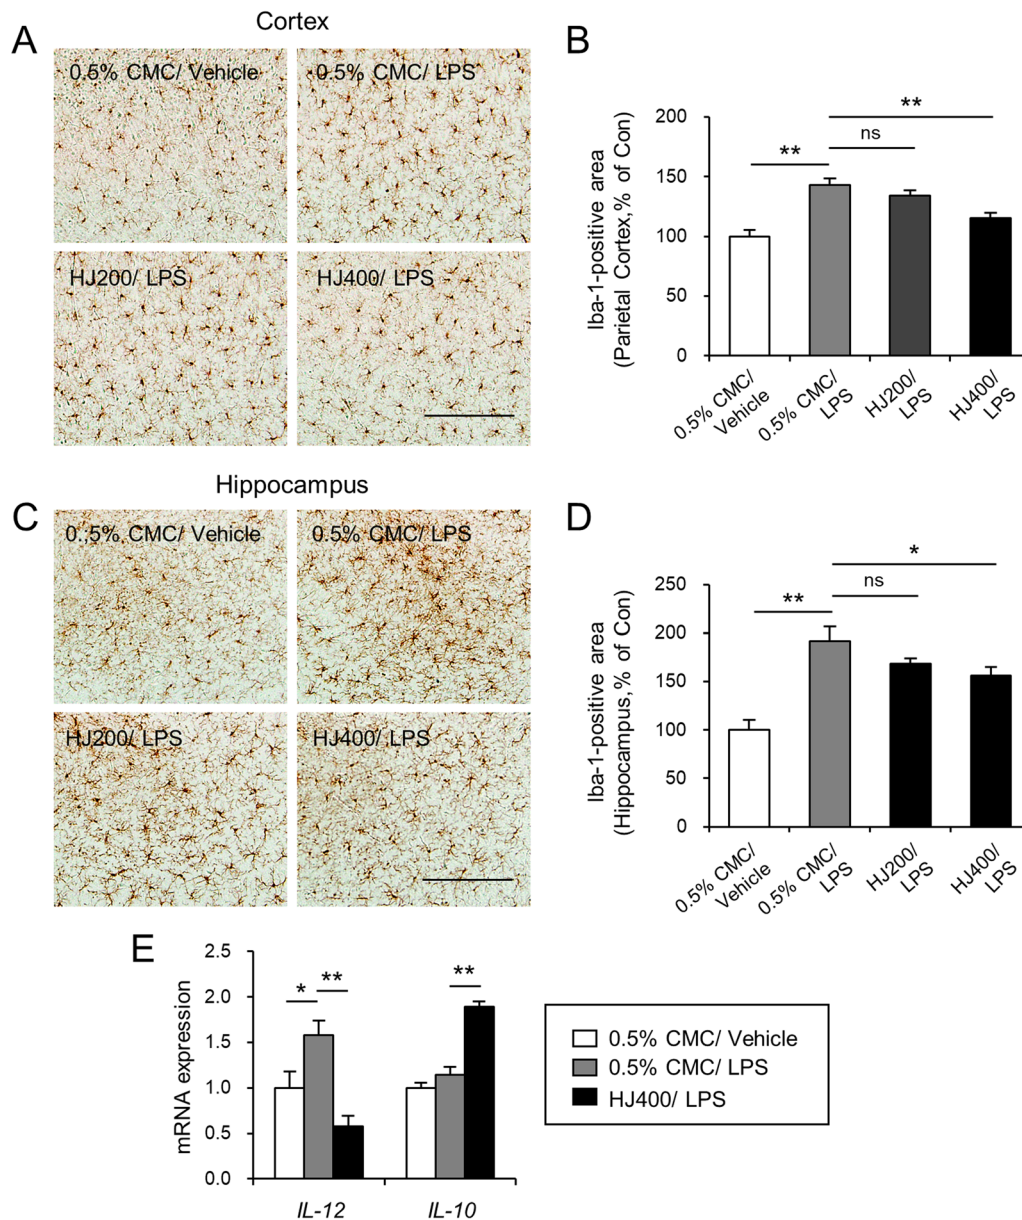 Cortex
A
0.5% CMC/ Vehicle
0.5% CMC/ LPS
HJ200/ LPS
HJ400/ LPS
B
Iba-1-positive area
(Parietal Cortex,% of Con)
200
150
100
50
0
**
ns
**
0.5% CMC/
Vehicle
0.5% CMC/
LPS
HJ200/
LPS
HJ400/
LPS
Hippocampus
C
0.,5% CMC/ Vehicle
0.5% CMC/ LPS
HJ200/ LPS
HJ400/ LPS
D
Iba-1-positive area
(Hippocampus,% of Con)
250
200
150
100
50
0
*
ns
**
0.5% CMC/
Vehicle
0.5% CMC/
LPS
HJ200/
LPS
HJ400/
LPS
E
mRNA expression
2.5
2.0
1.5
1.0
0.5
0.0
*
**
**
IL-12
IL-10
0.5% CMC/ Vehicle
0.5% CMC/ LPS
HJ400/ LPS